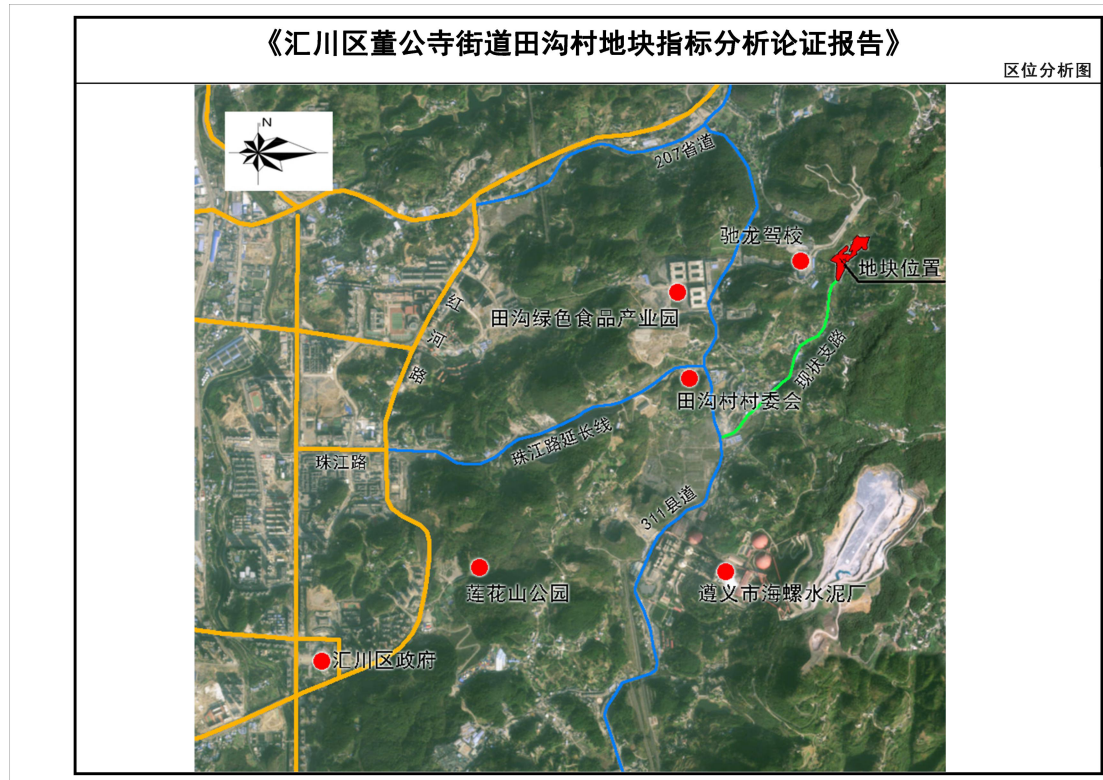 《汇川区董公寺街道田沟村地块指标分析论证报告》
区位分析图
N
207省道
驰龙驾校
地块位置
红河路
田沟绿色食品产业园
现状支路
田沟村村委会
珠江路延长线
珠江路
311县道
莲花山公园
遵义市海螺水泥厂
汇川区政府